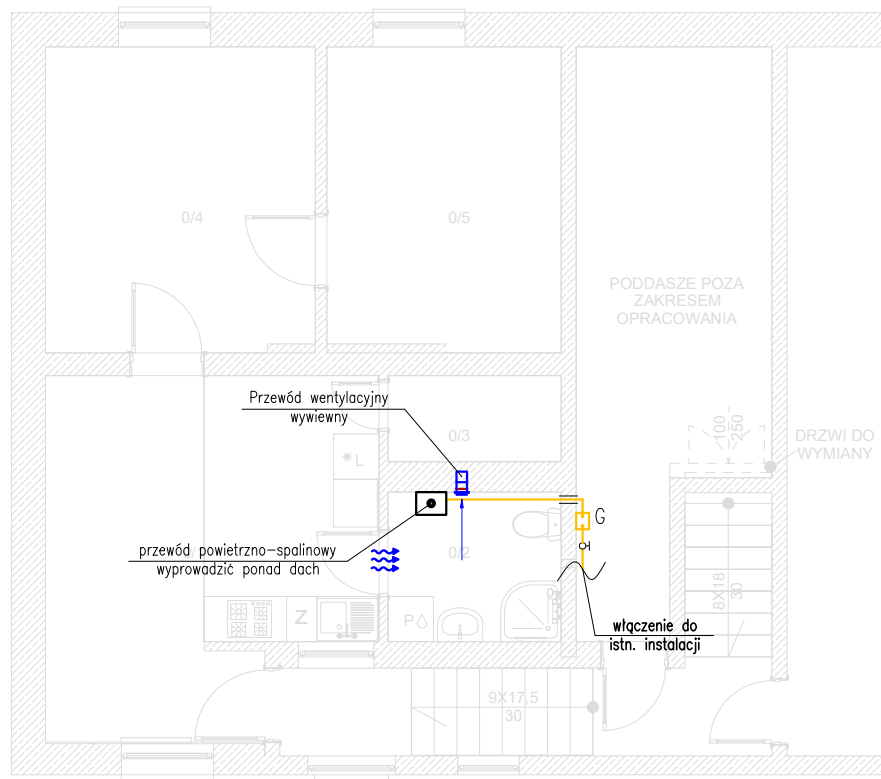 0/4
0/5
PODDASZE POZA
ZAKRESEM
OPRACOWANIA
Przewód wentylacyjny
wywiewny
0/3
100
250
DRZWI DO
WYMIANY
L
G
przewód powietrzno-spalinowy
wyprowadzić ponad dach
0/2
8X18
30
Z
P
włączenie do
istn. instalacji
9X17,5
30